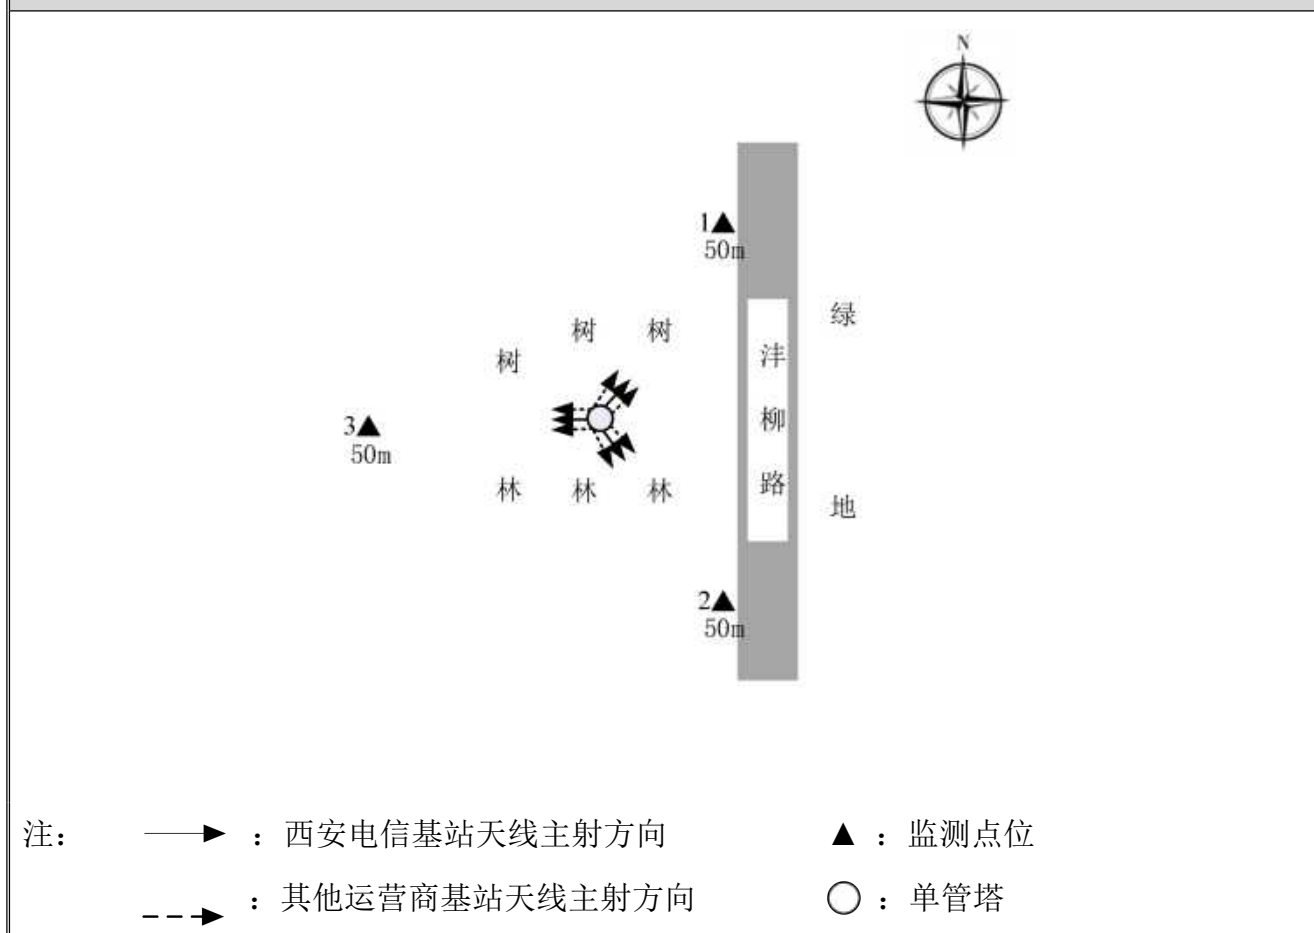 N
1▲
50m
绿
树 树
树
沣柳路
3▲
50m
林 林 林
地
2▲
50m
注： ：西安电信基站天线主射方向 ▲：监测点位
：其他运营商基站天线主射方向 ：单管塔